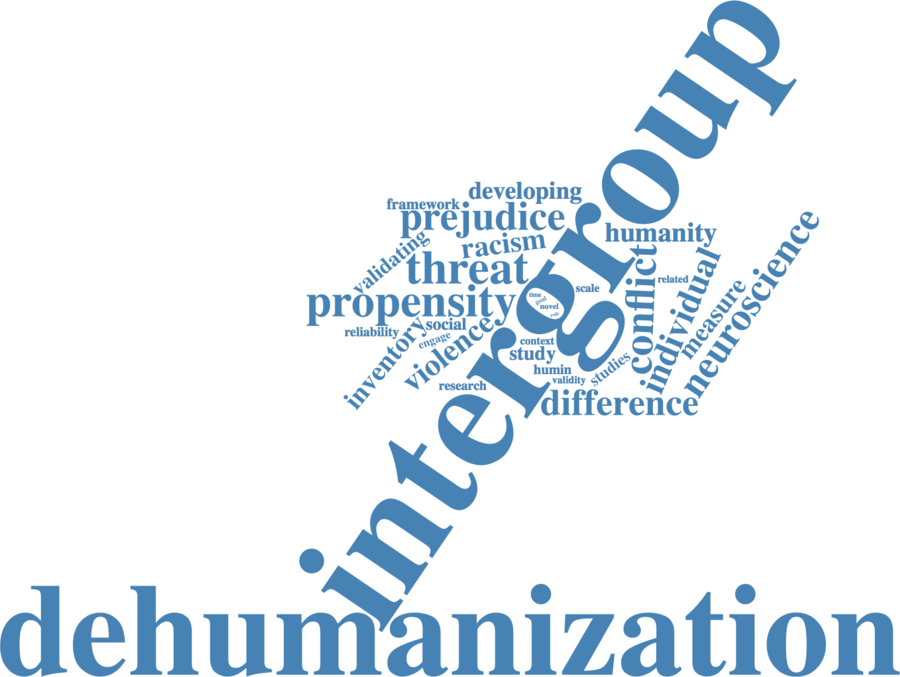 intergroup
developing
framework
prejudice
humanity
validating
racism
neuroscience
threat
conflict
individual
related
measure
propensity
scale
time
goal
novel
role
reliability
social
inventory
engage
violence
context
study
studies
humin
validity
research
difference
dehumanization